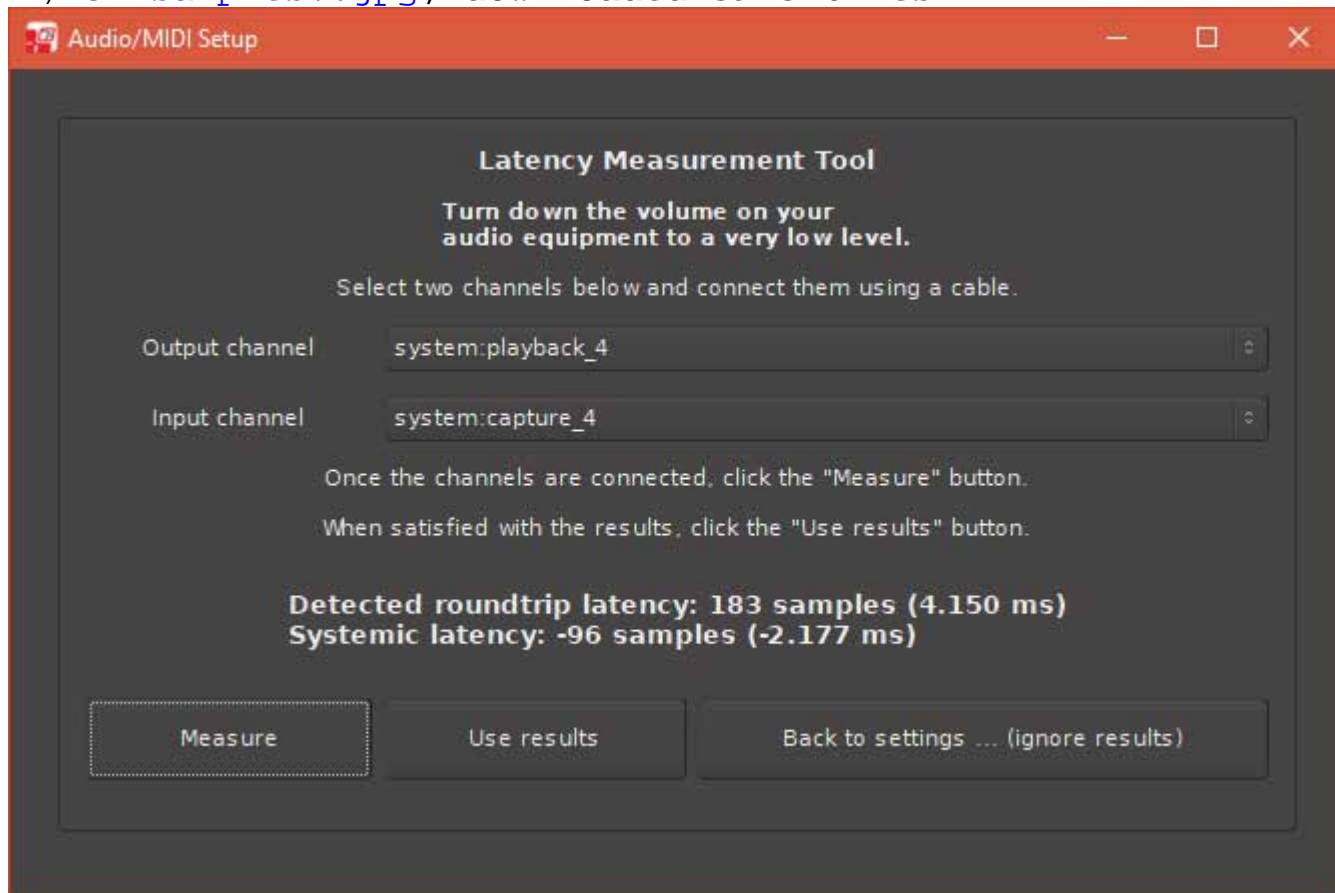 Audio/MIDI Setup
Latency Measurement Tool
Turn down the volume on your
audio equipment to a very low level.
Select two channels below and connect them using a cable.
Output channel system:playback_4
Input channel system:capture_4
Once the channels are connected, click the "Measure" button.
When satisfied with the results, click the "Use results" button.
Detected roundtrip latency: 183 samples (4.150 ms)
Systemic latency: -96 samples (-2.177 ms)
Measure Use results Back to settings ... (ignore results)